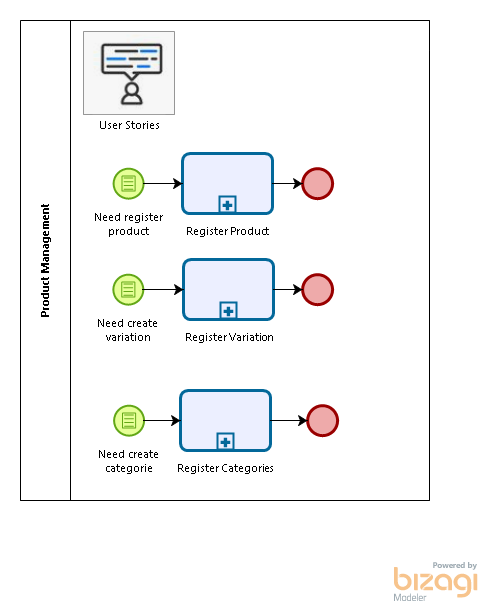 Product Management
User Stories
Need register
product
Register Product
Need create
variation
Register Variation
Need create
categorie
Register Categories
Powered by
bizagi
Modeler